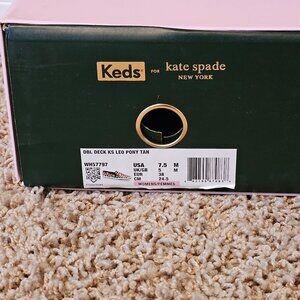 Keds FOR kate spade
NEW YORK
DBL DECK KS LEO PONY TAN
WH57797
USA 7.5 M
UK/GB 5 M
EUR 38
CM 24.5
WOMENS/FEMMES